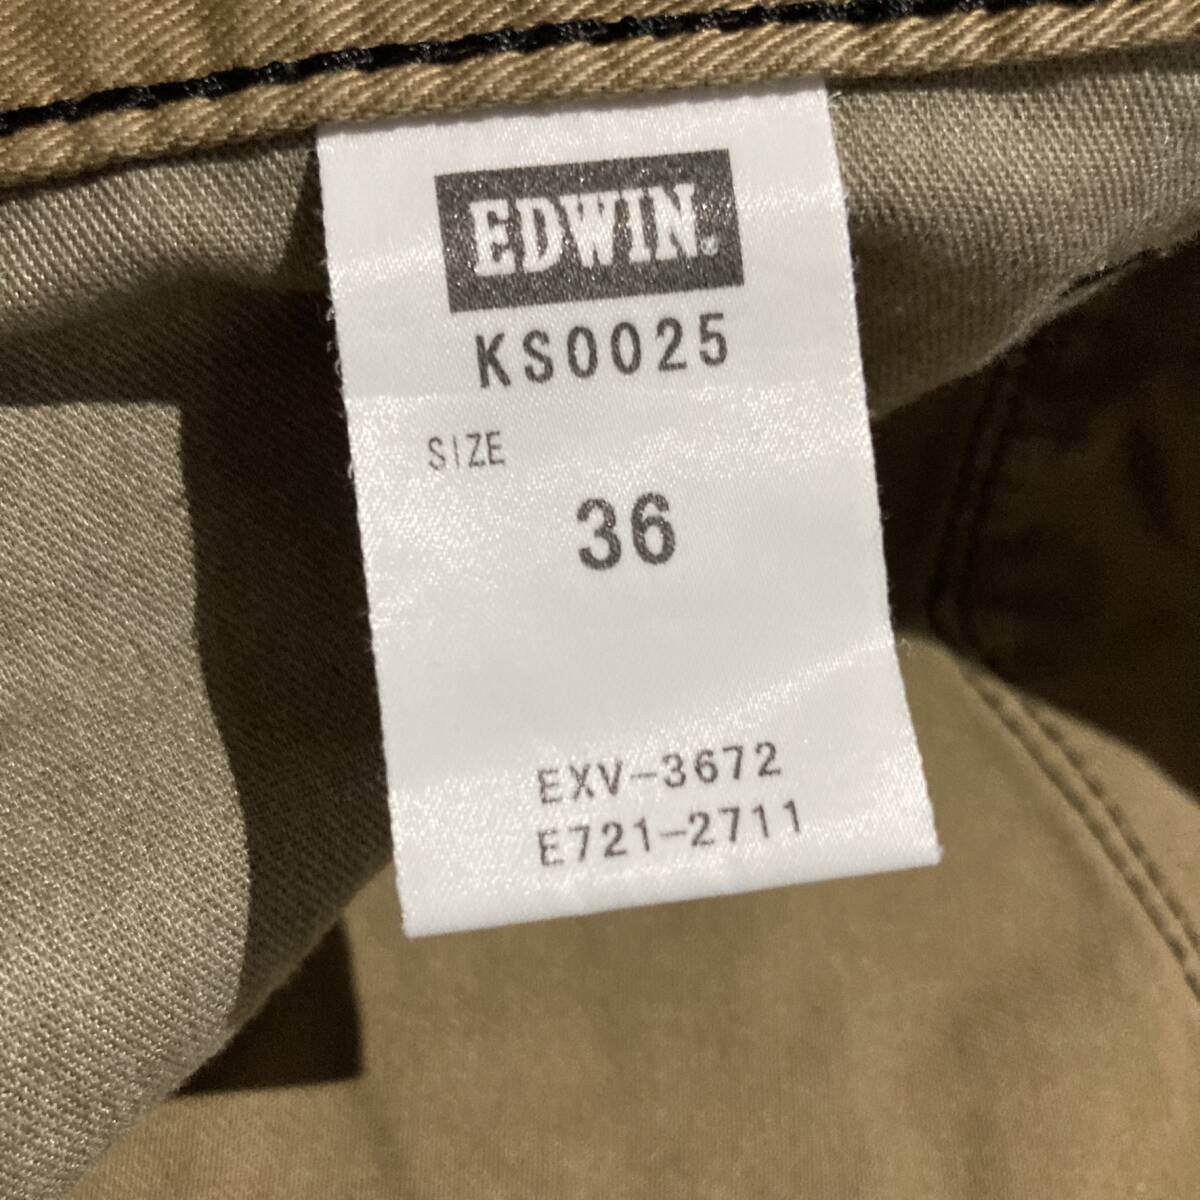 EDWIN.
KS0025
SIZE
36
EXV-3672
E721-2711